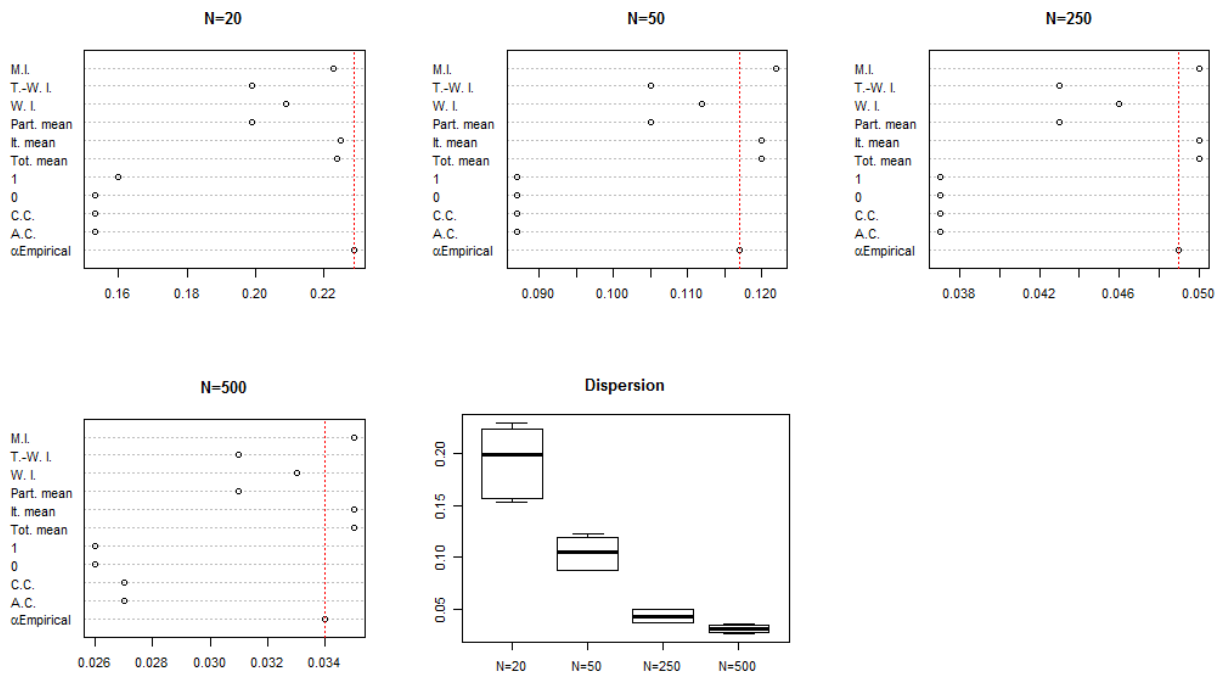 N=20
M.I.
T.-W. I.
W. I.
Part. mean
It. mean
Tot. mean
1
0
C.C.
A.C.
αEmpirical
0.16 0.18 0.20 0.22
N=50
M.I.
T.-W. I.
W. I.
Part. mean
It. mean
Tot. mean
1
0
C.C.
A.C.
αEmpirical
0.090 0.100 0.110 0.120
N=250
M.I.
T.-W. I.
W. I.
Part. mean
It. mean
Tot. mean
1
0
C.C.
A.C.
αEmpirical
0.038 0.042 0.046 0.050
N=500
M.I.
T.-W. I.
W. I.
Part. mean
It. mean
Tot. mean
1
0
C.C.
A.C.
αEmpirical
0.026 0.028 0.030 0.032 0.034
Dispersion
0.20
0.15
0.10
0.05
N=20 N=50 N=250 N=500